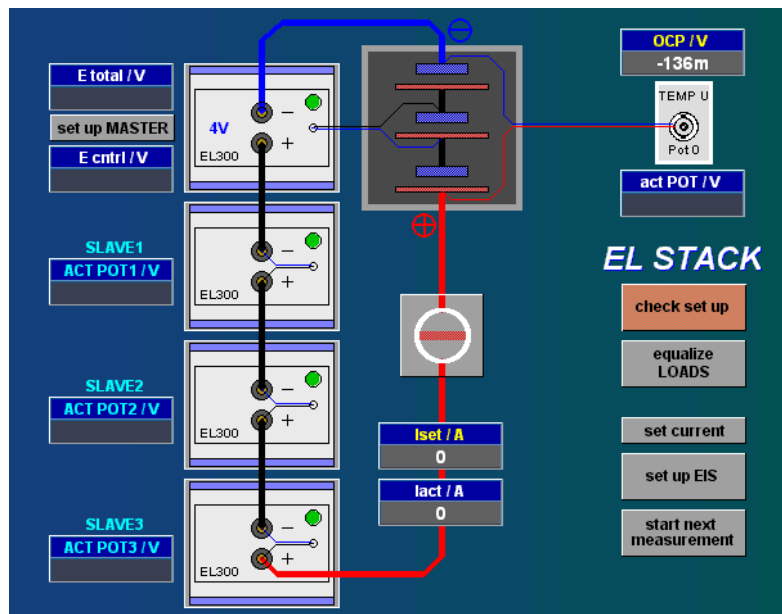 E total / V
set up MASTER
E cntrl / V
4V
−
+
EL300
SLAVE1
ACT POT1 / V
−
+
EL300
SLAVE2
ACT POT2 / V
−
+
EL300
SLAVE3
ACT POT3 / V
−
+
EL300
Iset / A
0
Iact / A
0
OCP / V
-136m
TEMP U
Pot 0
act POT / V
EL STACK
check set up
equalize
LOADS
set current
set up EIS
start next
measurement